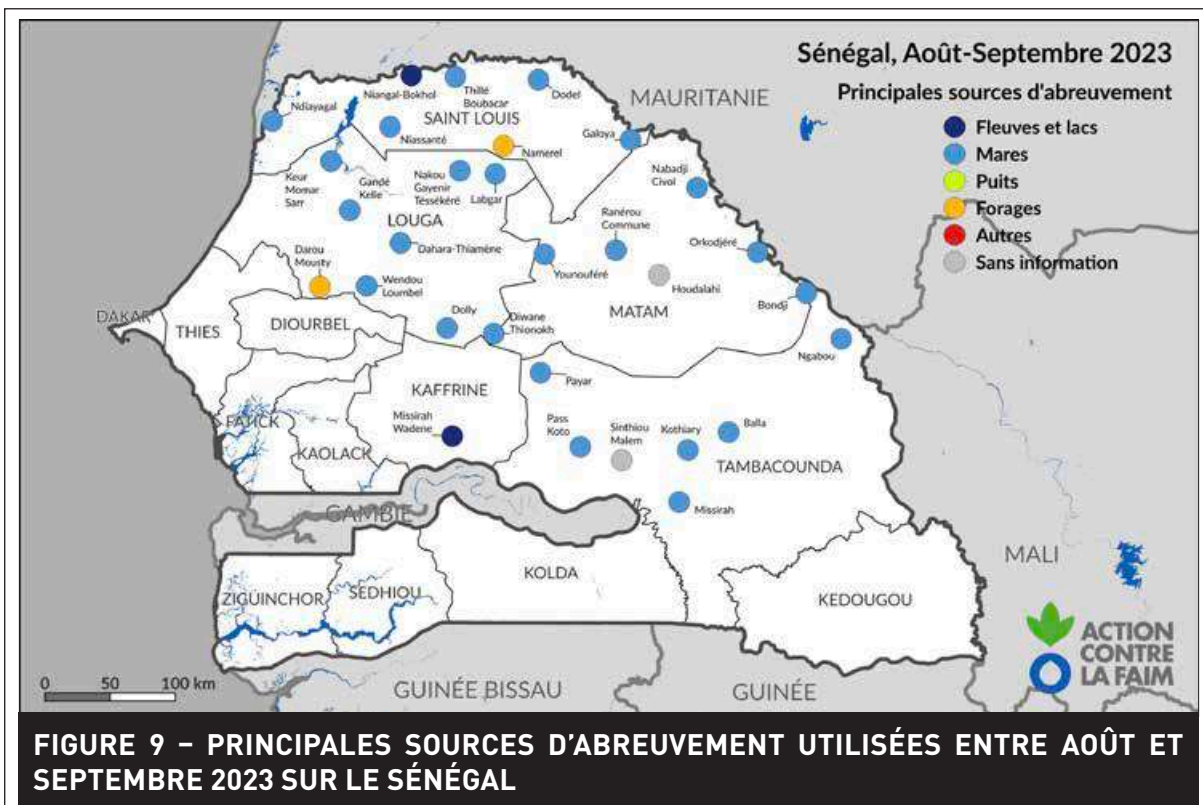 Sénégal, Août-Septembre 2023
Principales sources d'abreuvement
Fleuves et lacs
Mares
Puits
Forages
Autres
Sans information
MAURITANIE
Niangal-Bokhol
Thillé
Boubacar
Dodel
Ndiayagal
SAINT LOUIS
Niassanté
Namerel
Galoya
Keur
Momar
Sarr
Gandé
Kelle
Nakou
Gayenir
Tessékéré
Labgar
Nabadji
Civol
LOUGA
Ranérou
Commune
Dahara-Thiamène
Orkodjéré
Younouféré
Darou
Mousty
Wendou
Loumbel
Houdalahi
Bondji
MATAM
DAKAR
THIES
DIOURBEL
Dolly
Diwane
Thionokh
Ngabou
KAFFRINE
Payar
Missirah
Wadene
FATICK
KAOLACK
Pass
Koto
Sinthiou
Malem
Kothiary
Balla
TAMBACOUNDA
Missirah
GAMBIE
MALI
ZIGUINCHOR
SEDHIOU
KOLDA
KEDOUGOU
ACTION
CONTRE
LA FAIM
0 50 100 km
GUINÉE BISSAU
GUINÉE
FIGURE 9 – PRINCIPALES SOURCES D'ABREUVEMENT UTILISÉES ENTRE AOÛT ET
SEPTEMBRE 2023 SUR LE SÉNÉGAL